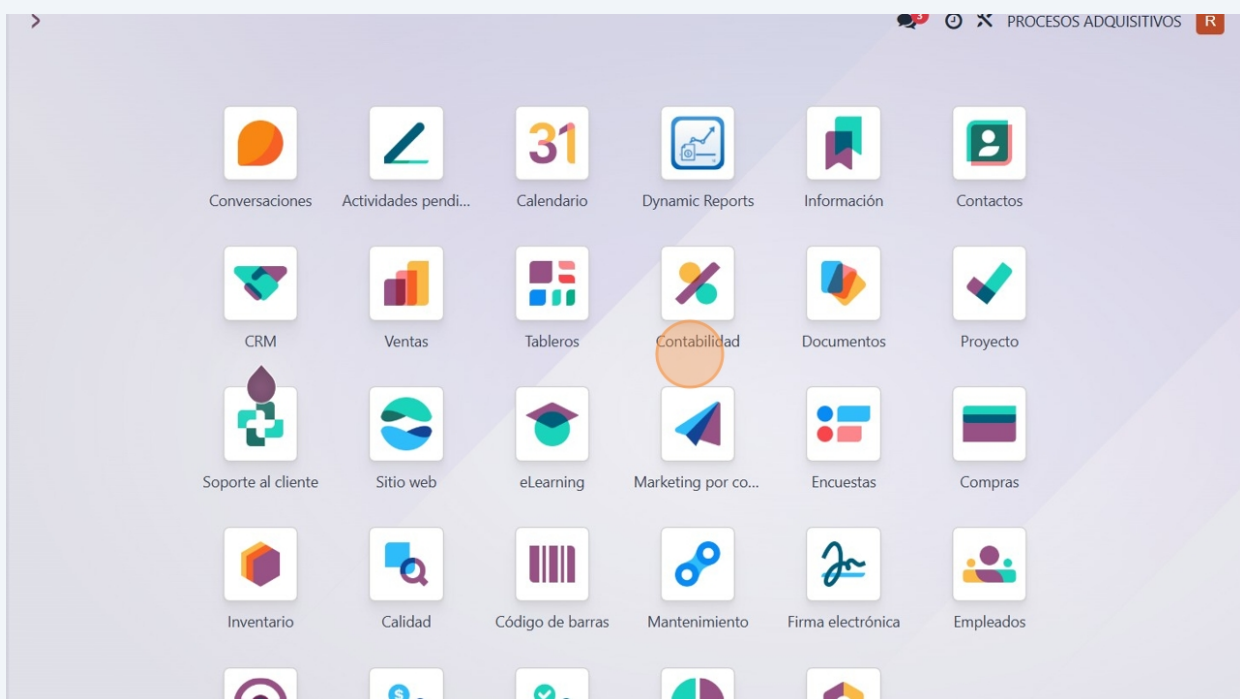 3 PROCESOS ADQUISITIVOS R
31
Conversaciones Actividades pendi... Calendario Dynamic Reports Información Contactos
CRM Ventas Tableros Contabilidad Documentos Proyecto
Soporte al cliente Sitio web eLearning Marketing por co... Encuestas Compras
Inventario Calidad Código de barras Mantenimiento Firma electrónica Empleados
$